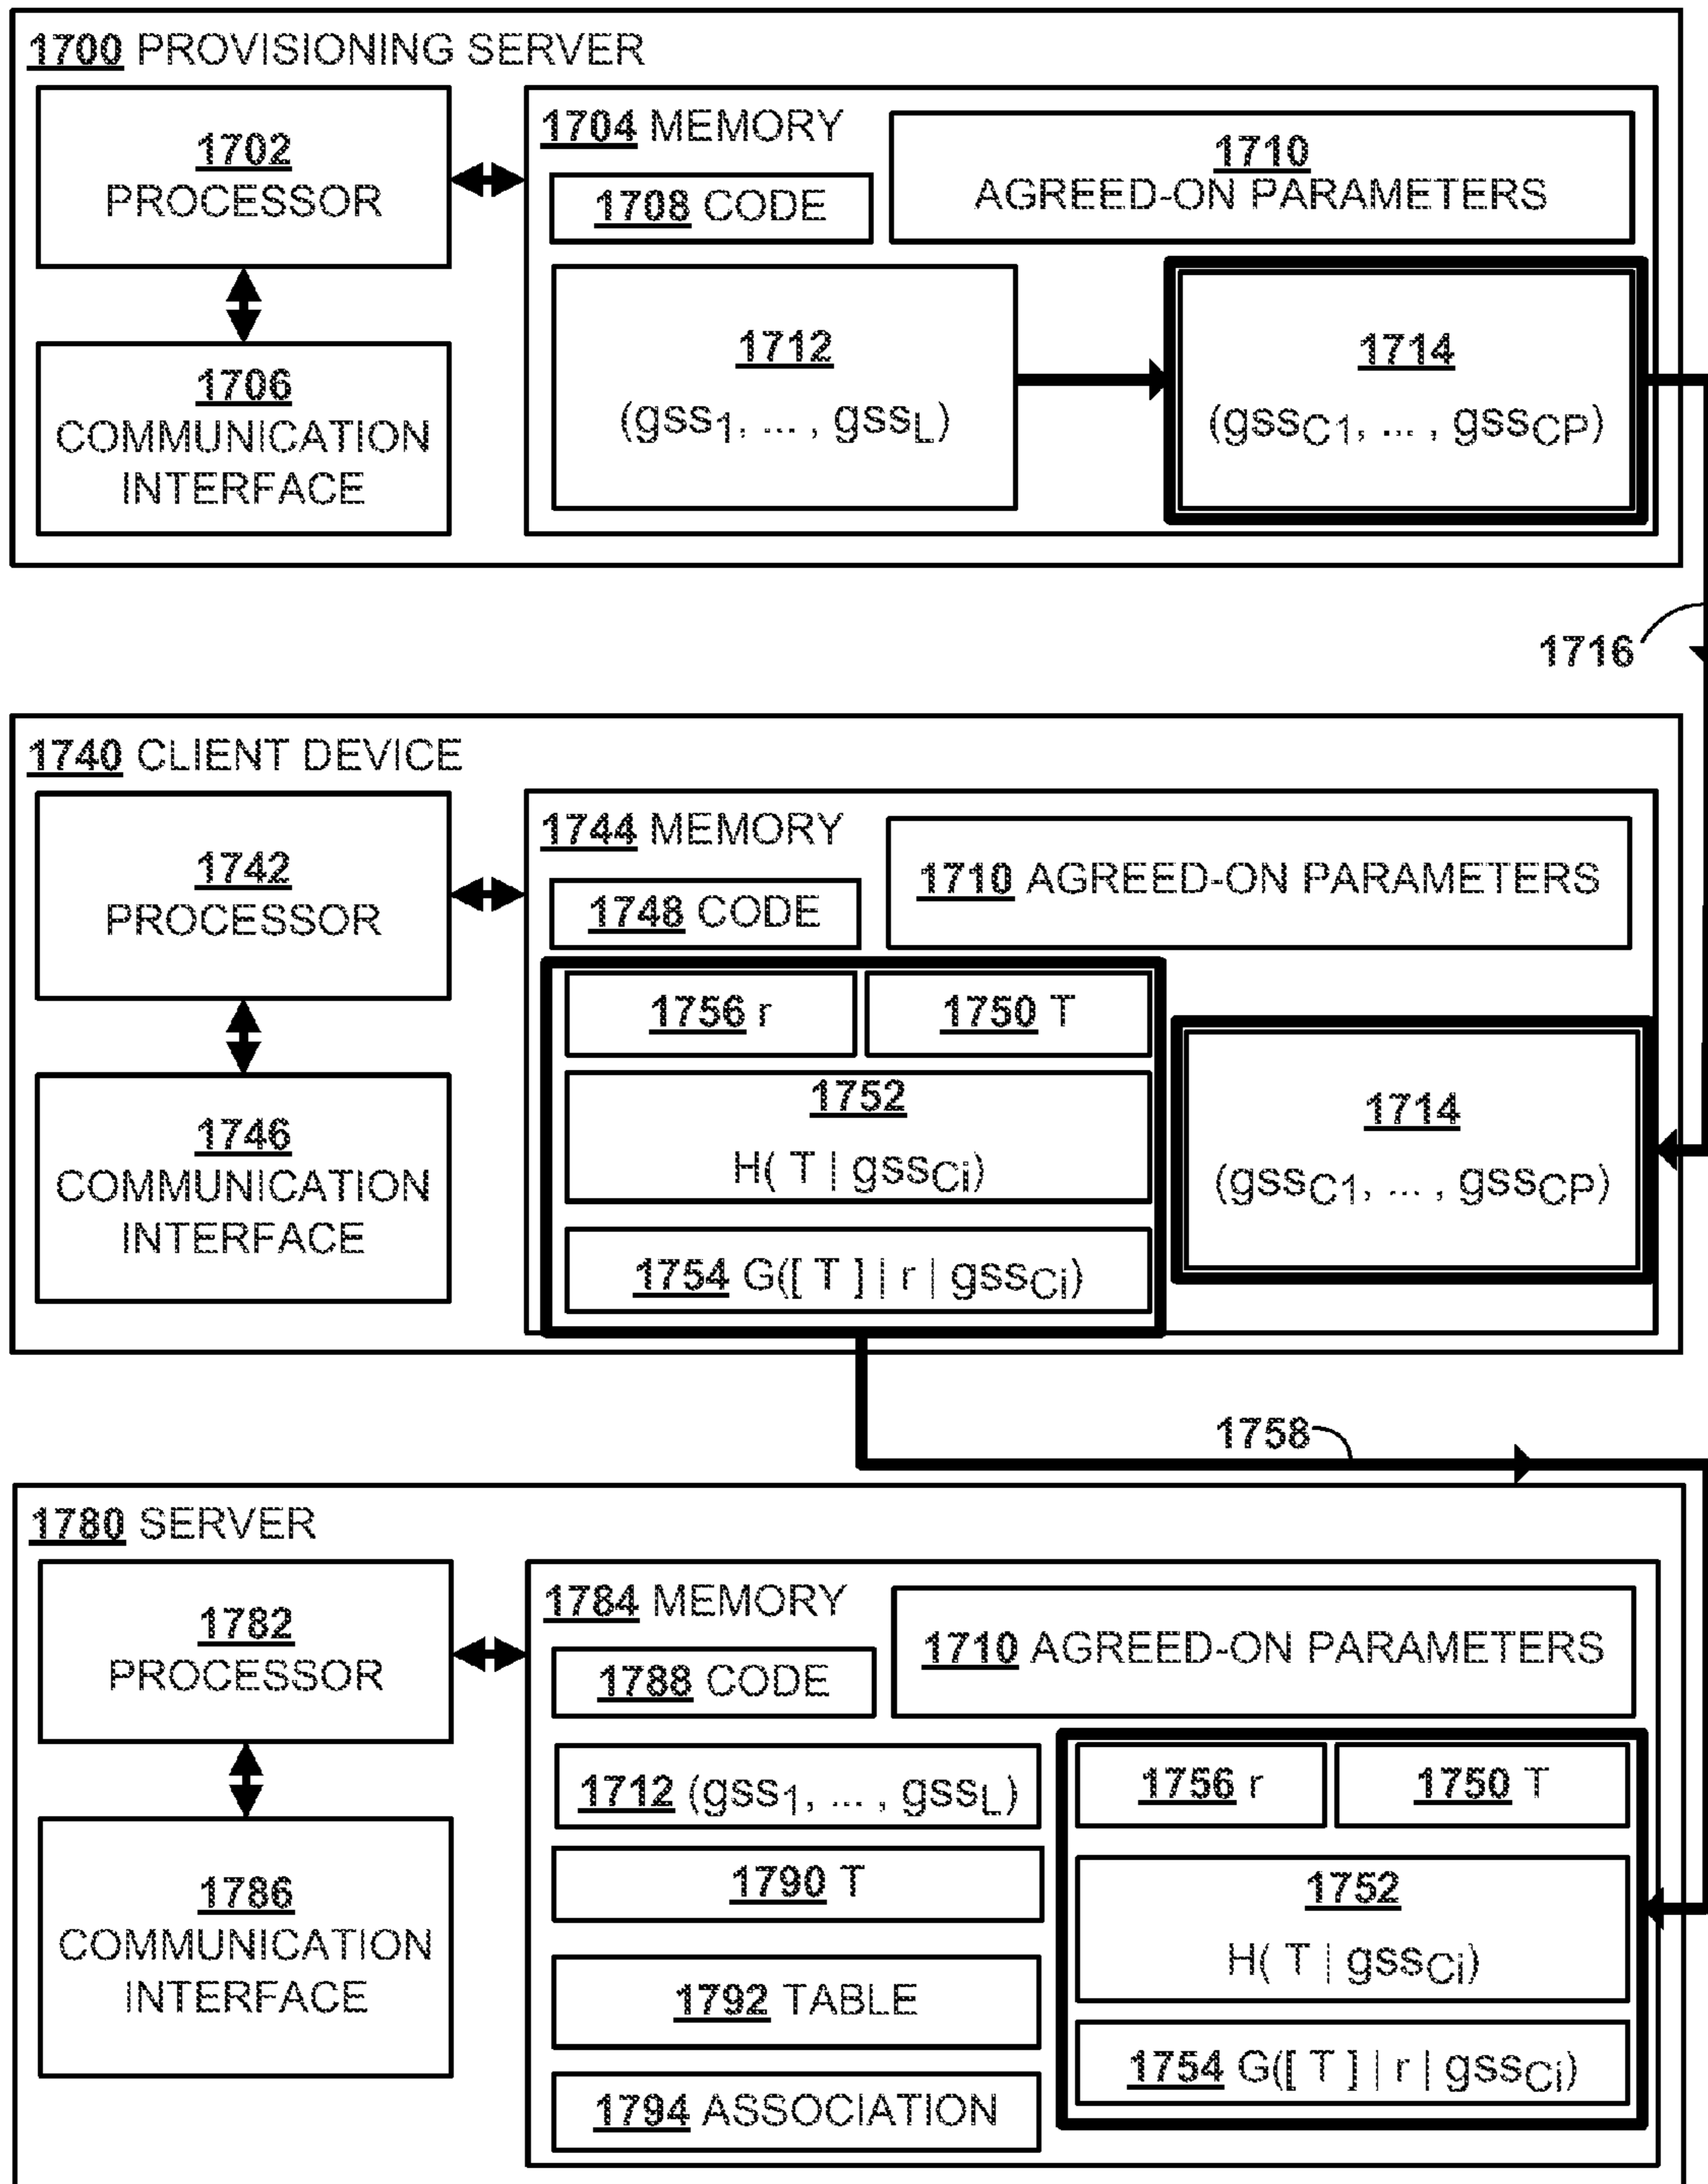 1700 PROVISIONING SERVER
1702
PROCESSOR
1706
COMMUNICATION
INTERFACE
1704 MEMORY
1708 CODE
1710
AGREED-ON PARAMETERS
1712
(gss1, ... , gssL)
1714
(gssC1, ... , gssCP)
1716
1740 CLIENT DEVICE
1742
PROCESSOR
1746
COMMUNICATION
INTERFACE
1744 MEMORY
1748 CODE
1710 AGREED-ON PARAMETERS
1756 r
1750 T
1752
H( T | gssCi)
1754 G([ T ] | r | gssCi)
1714
(gssC1, ... , gssCP)
1758
1780 SERVER
1782
PROCESSOR
1786
COMMUNICATION
INTERFACE
1784 MEMORY
1788 CODE
1710 AGREED-ON PARAMETERS
1712 (gss1, ... , gssL)
1790 T
1792 TABLE
1794 ASSOCIATION
1756 r
1750 T
1752
H( T | gssCi)
1754 G([ T ] | r | gssCi)